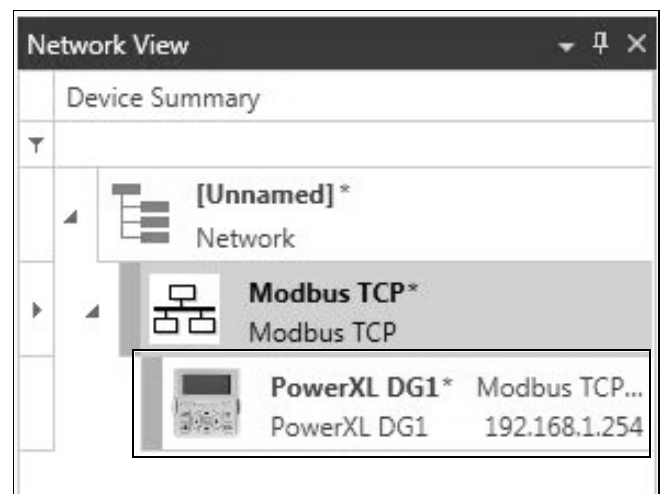 Network View
Device Summary
[Unnamed]*
Network
Modbus TCP*
Modbus TCP
PowerXL DG1* Modbus TCP...
PowerXL DG1 192.168.1.254